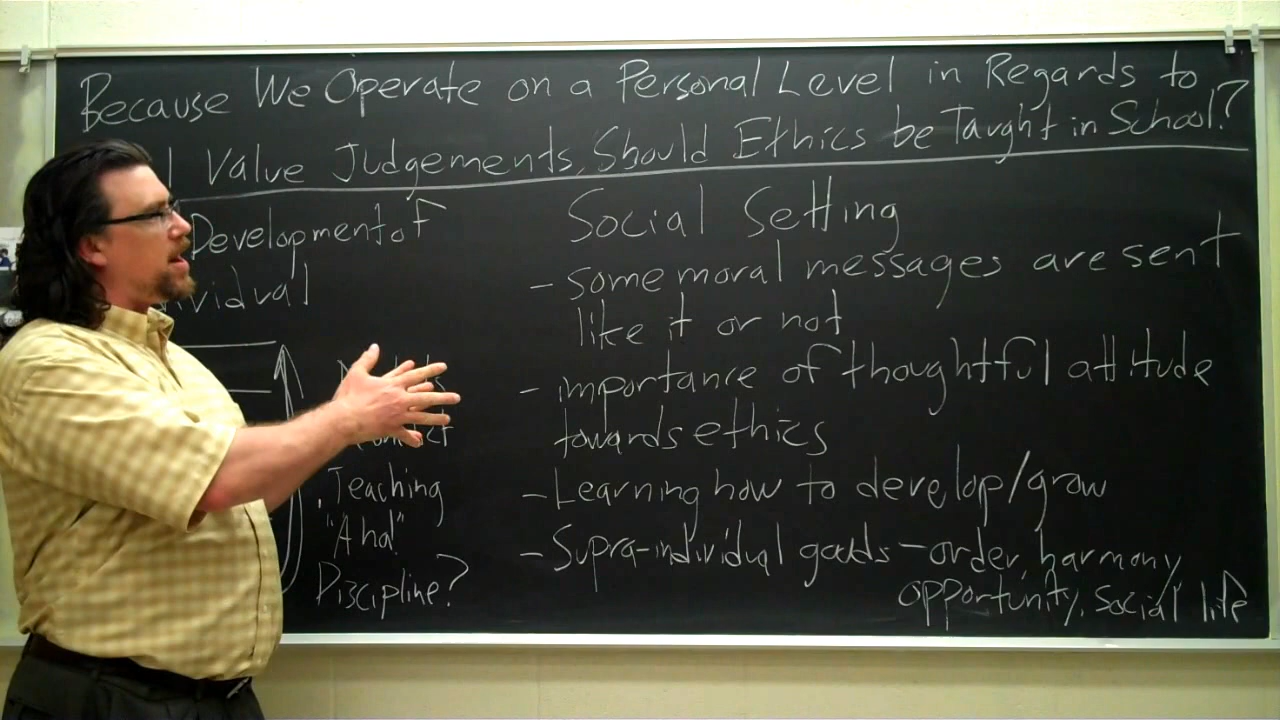 Because We Operate on a Personal Level in Regards to
Value Judgements, Should Ethics be Taught in School?
Development of
Teaching
"Aha"
Discipline?
Social Setting
- some moral messages are sent
like it or not
- importance of thoughtful attitude
towards ethics
- Learning how to develop/grow
- Supra-individual goods - order, harmony,
opportunity, social life